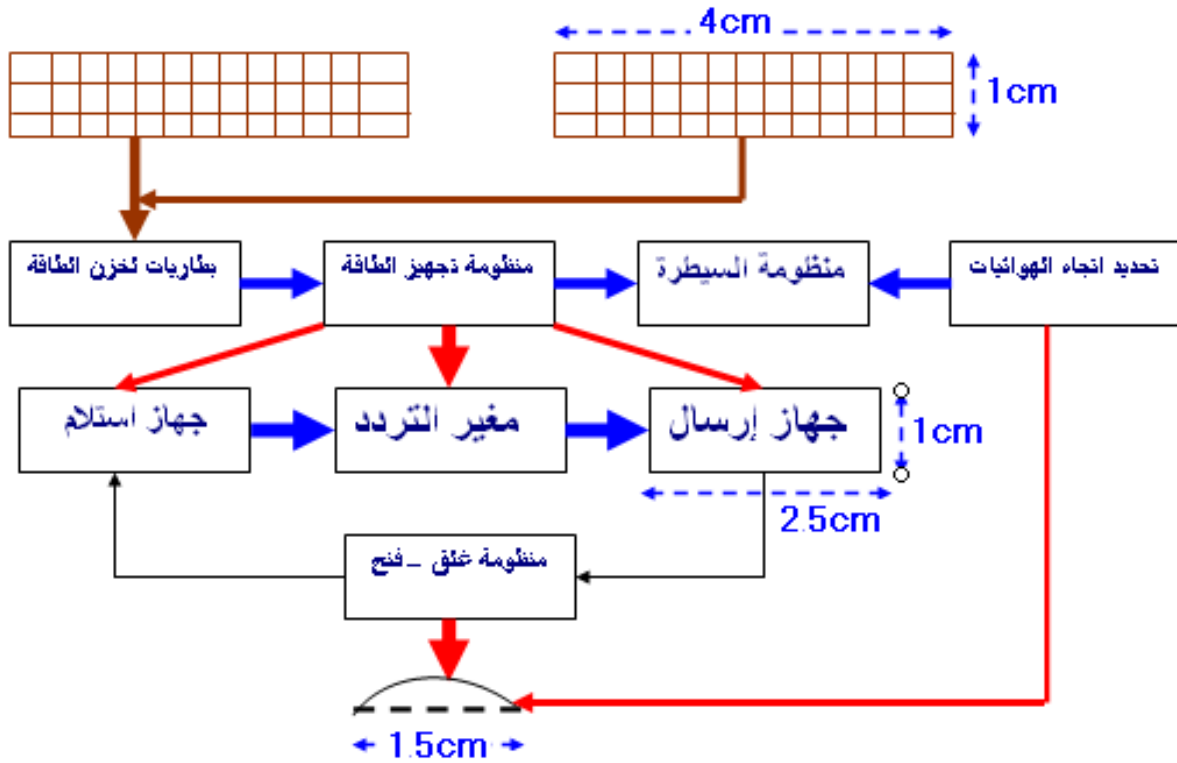 4cm
1cm
بطاريات لخزن الطاقة
منظومة تجهيز الطاقة
منظومة السيطرة
تحديد اتجاه الهوائيات
جهاز استلام
مغير التردد
جهاز إرسال
1cm
2.5cm
منظومة غلق - فتح
1.5cm